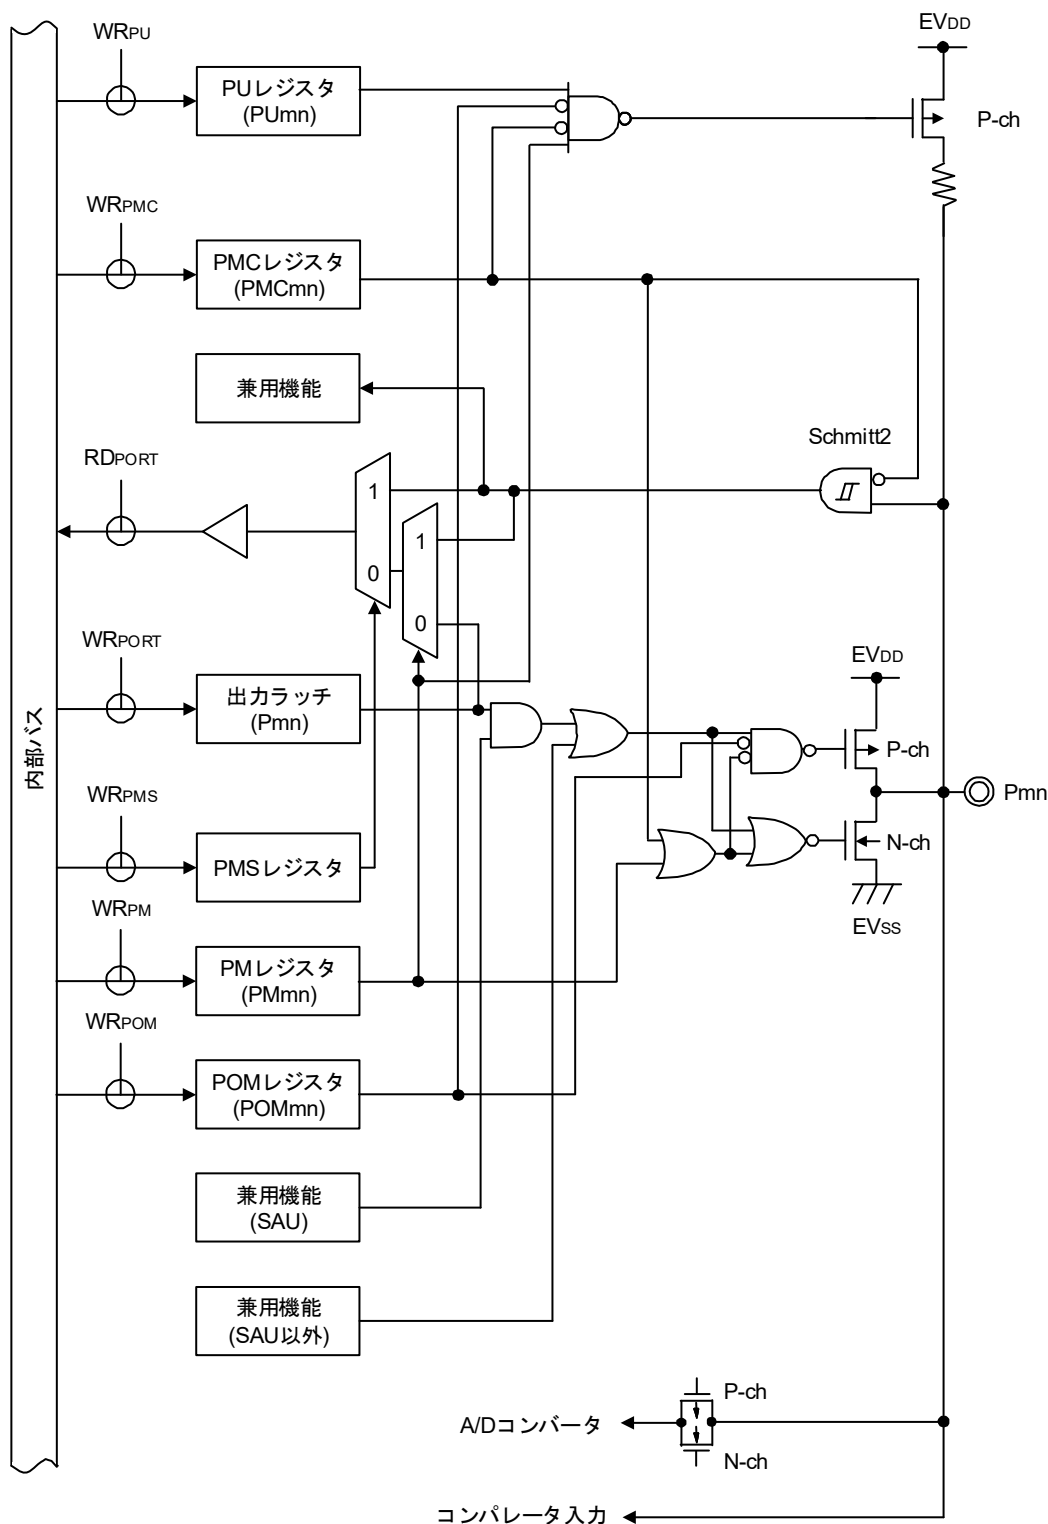 WRPU
PUレジスタ
(PUmn)
EVDD
P-ch
WRPMC
PMCレジスタ
(PMCmn)
兼用機能
Schmitt2
RDPORT
1
0
1
0
WRPORT
出力ラッチ
(Pmn)
内部バス
EVDD
P-ch
Pmn
N-ch
EVSS
WRPMS
PMSレジスタ
WRPM
PMレジスタ
(PMmn)
WRPOM
POMレジスタ
(POMmn)
兼用機能
(SAU)
兼用機能
(SAU以外)
P-ch
A/Dコンバータ
N-ch
コンパレータ入力